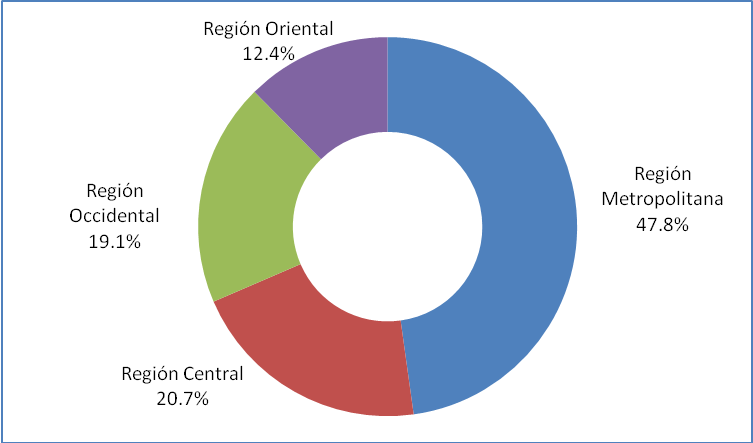 Región Oriental
12.4%
Región
Metropolitana
47.8%
Región
Occidental
19.1%
Región Central
20.7%